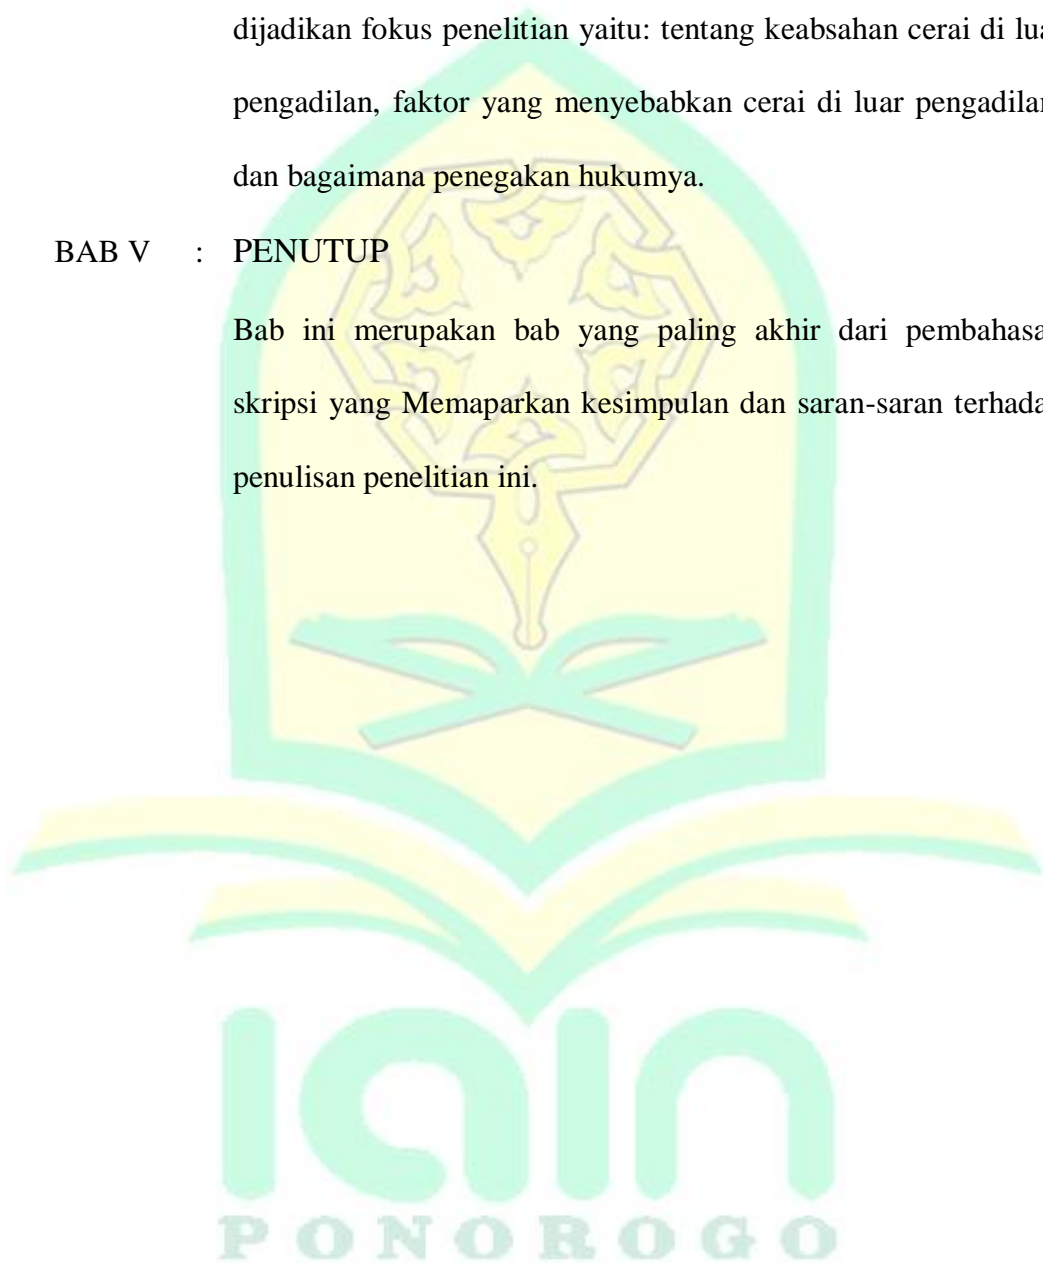 dijadikan fokus penelitian yaitu: tentang keabsahan cerai di lua
pengadilan, faktor yang menyebabkan cerai di luar pengadilan
dan bagaimana penegakan hukumya.
BAB V : PENUTUP
Bab ini merupakan bab yang paling akhir dari pembahasa
skripsi yang Memaparkan kesimpulan dan saran-saran terhada
penulisan penelitian ini.
iain
PONOROGO